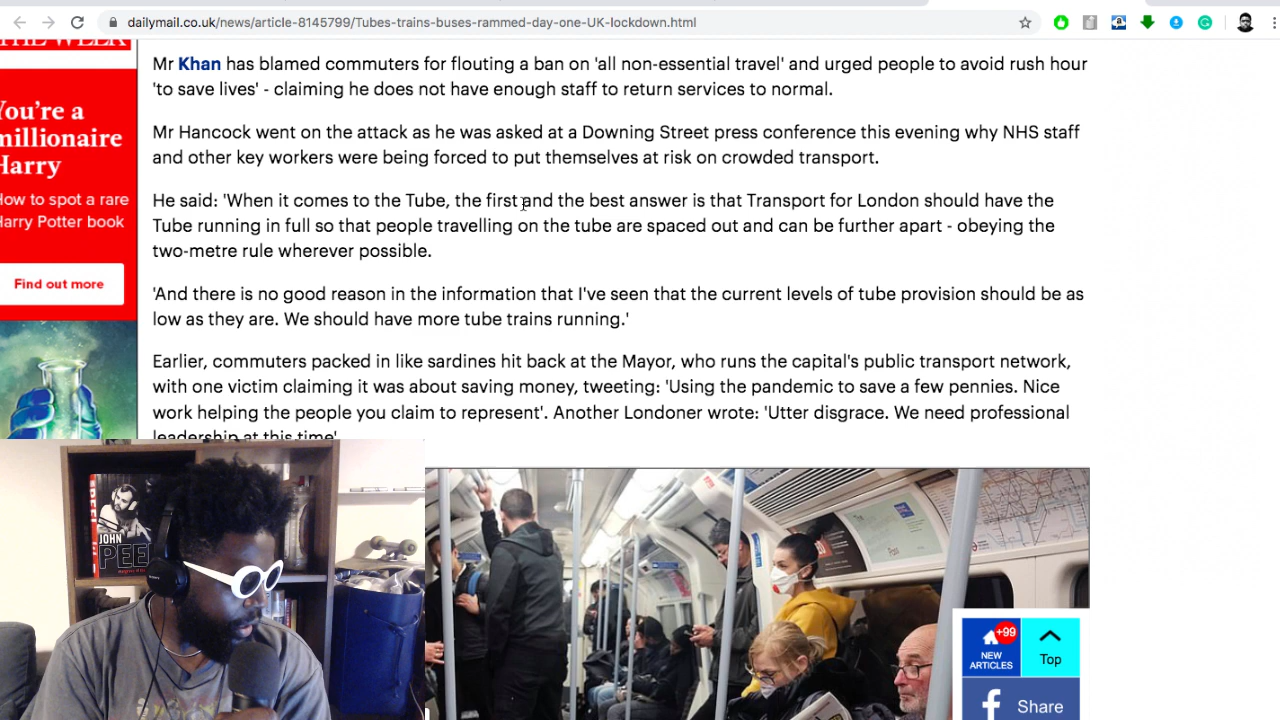 dailymail.co.uk/news/article-8145799/Tubes-trains-buses-rammed-day-one-UK-lockdown.html
THE WEEK
You're a
millionaire
Harry
How to spot a rare
Harry Potter book
Find out more
Mr Khan has blamed commuters for flouting a ban on 'all non-essential travel' and urged people to avoid rush hour
'to save lives' - claiming he does not have enough staff to return services to normal.
Mr Hancock went on the attack as he was asked at a Downing Street press conference this evening why NHS staff
and other key workers were being forced to put themselves at risk on crowded transport.
He said: 'When it comes to the Tube, the first and the best answer is that Transport for London should have the
Tube running in full so that people travelling on the tube are spaced out and can be further apart - obeying the
two-metre rule wherever possible.
'And there is no good reason in the information that I've seen that the current levels of tube provision should be as
low as they are. We should have more tube trains running.'
Earlier, commuters packed in like sardines hit back at the Mayor, who runs the capital's public transport network,
with one victim claiming it was about saving money, tweeting: 'Using the pandemic to save a few pennies. Nice
work helping the people you claim to represent'. Another Londoner wrote: 'Utter disgrace. We need professional
leadership at this time'.
JOHN
PEEL
+99
NEW
ARTICLES
Top
Share